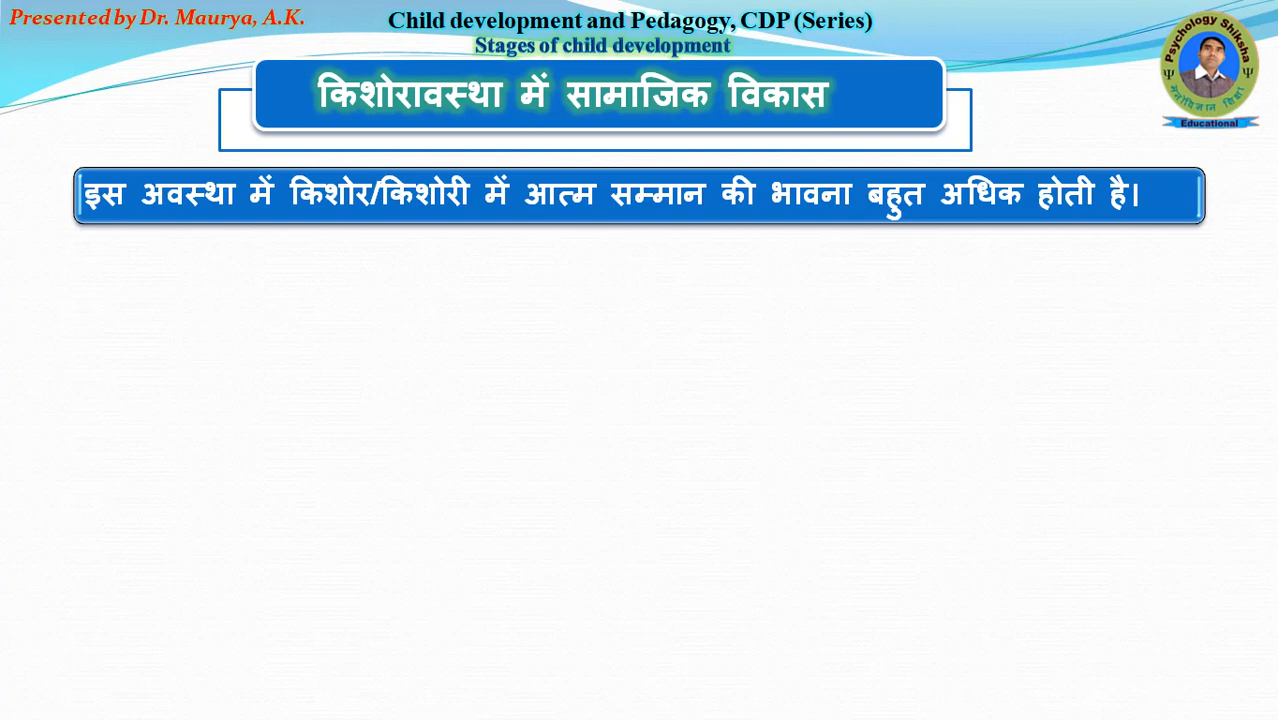 Presented by Dr. Maurya, A.K.
Child development and Pedagogy, CDP (Series)
Stages of child development
Psychology Shiksha
Ψ Ψ
मनोविज्ञान शिक्षा
Educational
किशोरावस्था में सामाजिक विकास
इस अवस्था में किशोर/किशोरी में आत्म सम्मान की भावना बहुत अधिक होती है।